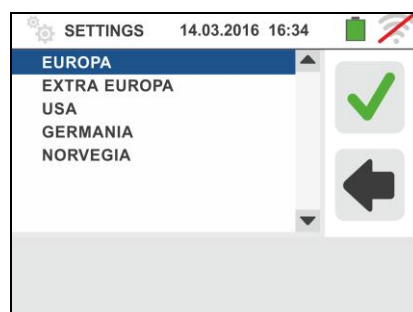 SETTINGS 14.03.2016 16:34
EUROPA
EXTRA EUROPA
USA
GERMANIA
NORVEGIA